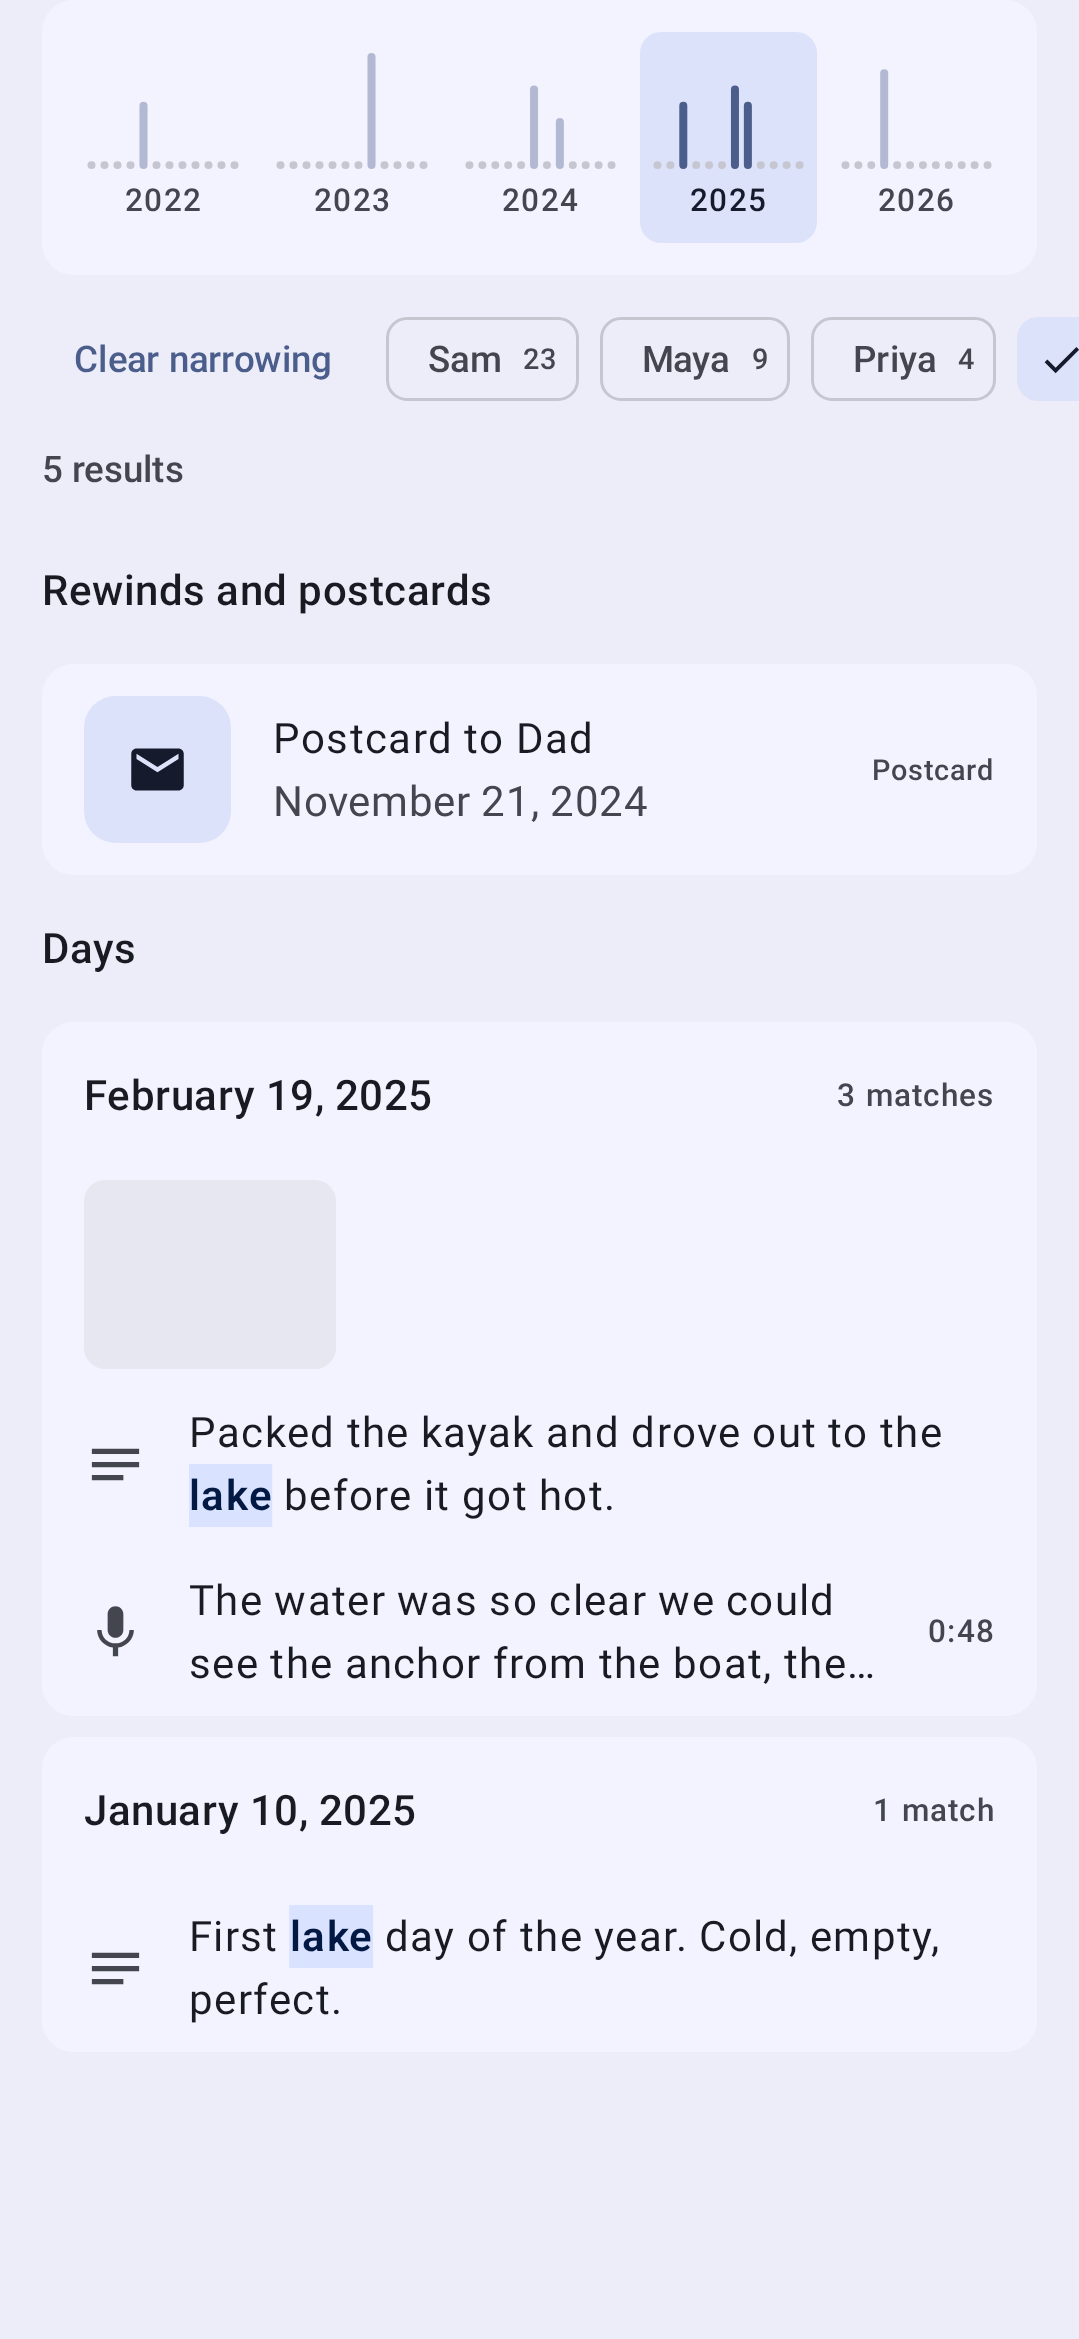 2022 2023 2024 2025 2026
Clear narrowing Sam 23 Maya 9 Priya 4
5 results
Rewinds and postcards
Postcard to Dad
November 21, 2024
Postcard
Days
February 19, 2025 3 matches
Packed the kayak and drove out to the
lake before it got hot.
The water was so clear we could
see the anchor from the boat, the…
0:48
January 10, 2025 1 match
First lake day of the year. Cold, empty,
perfect.